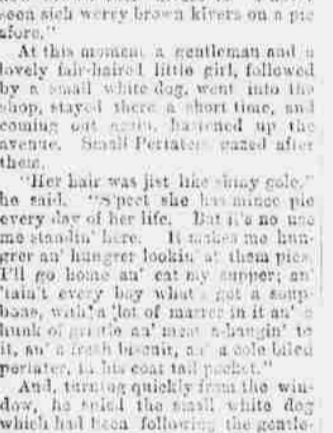 seen sich werry brown kivers on a pie
afore."
At this moment a gentleman and a
lovely fair-haired little girl, followed
by a small white dog, went into the
shop, stayed there a short time, and
coming out again, hastened up the
avenue. Small Pertaters gazed after
them.
"Her hair was jist like shiny gole,"
he said. "S'pect she has mince pie
every day of her life. But it's no use
me standin' here. It makes me hun-
grer an' hungrer lookin' at them pies.
I'll go home an' eat my supper; an'
'tain't every boy what's got a soup-
bone, with a lot of marrer in it an' a
hunk of gristle an' meat a-hangin' to
it, an' a fresh biscuit, an' a cole biled
pertater, in his coat tail pocket."
And, turning quickly from the win-
dow, he spied the small white dog
which had been following the gentle-